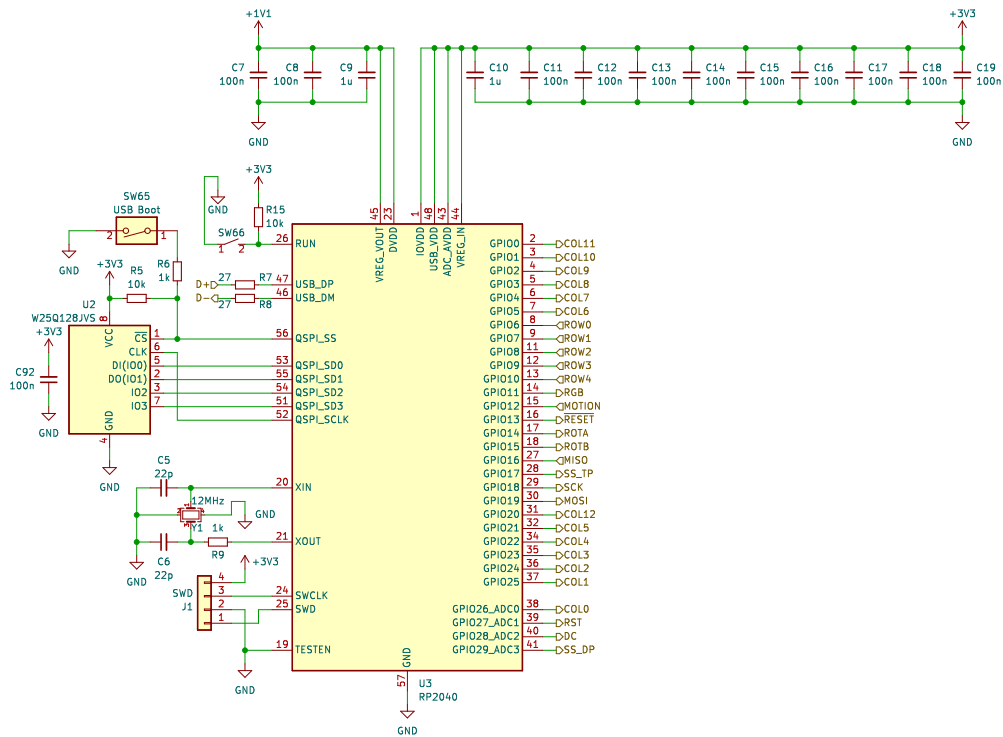 +1V1
+3V3
C7
100n
C8
100n
C9
1u
C10
1u
C11
100n
C12
100n
C13
100n
C14
100n
C15
100n
C16
100n
C17
100n
C18
100n
C19
100n
GND
GND
+3V3
SW65
USB Boot
2
1
GND
GND
R15
10k
SW66
1
2
R6
1k
+3V3
R5
10k
D+
27
R7
D-
27
R8
U2
W25Q128JVS
+3V3
C92
100n
GND
8
VCC
CS
1
CLK
6
DI(IO0)
5
DO(IO1)
2
IO2
3
IO3
7
GND
4
GND
C5
22p
12MHz
1
2
3
4
Y1
GND
1k
R9
C6
22p
GND
+3V3
SWD
J1
4
3
2
1
GND
45
VREG_VOUT
23
DVDD
1
IOVDD
48
USB_VDD
43
ADC_AVDD
44
VREG_IN
26
RUN
47
USB_DP
46
USB_DM
56
QSPI_SS
53
QSPI_SD0
55
QSPI_SD1
54
QSPI_SD2
51
QSPI_SD3
52
QSPI_SCLK
20
XIN
21
XOUT
24
SWCLK
25
SWD
19
TESTEN
GPIO0 2 COL11
GPIO1 3 COL10
GPIO2 4 COL9
GPIO3 5 COL8
GPIO4 6 COL7
GPIO5 7 COL6
GPIO6 8 ROW0
GPIO7 9 ROW1
GPIO8 11 ROW2
GPIO9 12 ROW3
GPIO10 13 ROW4
GPIO11 14 RGB
GPIO12 15 MOTION
GPIO13 16 RESET
GPIO14 17 ROTA
GPIO15 18 ROTB
GPIO16 27 MISO
GPIO17 28 SS_TP
GPIO18 29 SCK
GPIO19 30 MOSI
GPIO20 31 COL12
GPIO21 32 COL5
GPIO22 34 COL4
GPIO23 35 COL3
GPIO24 36 COL2
GPIO25 37 COL1
GPIO26_ADC0 38 COL0
GPIO27_ADC1 39 RST
GPIO28_ADC2 40 DC
GPIO29_ADC3 41 SS_DP
GND
57
U3
RP2040
GND